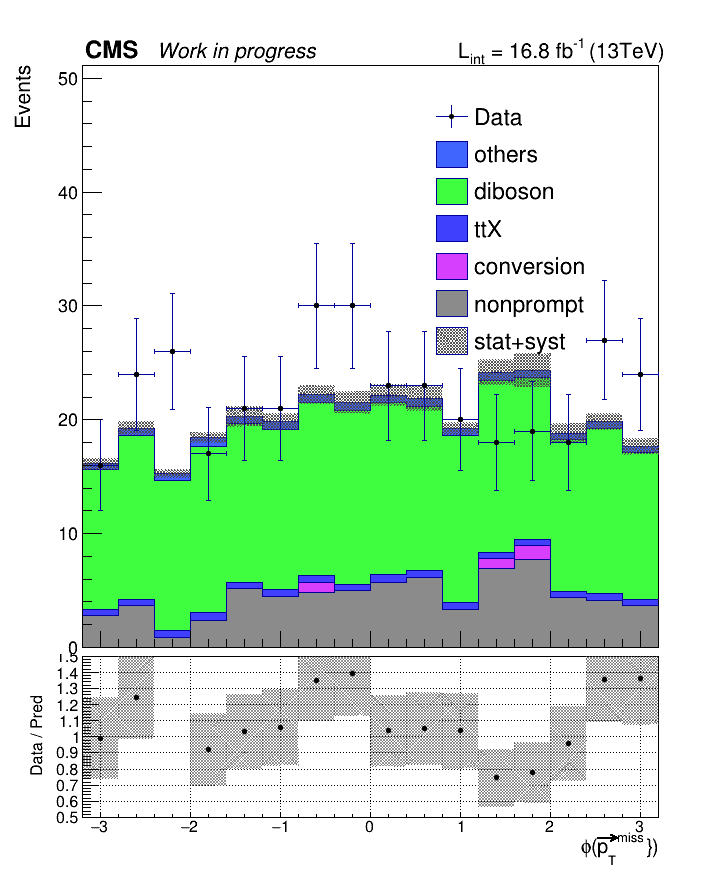 CMS Work in progress L_int = 16.8 fb^-1 (13TeV)
Events
50
40
30
20
10
0
Data
others
diboson
ttX
conversion
nonprompt
stat+syst
Data / Pred
1.5
1.4
1.3
1.2
1.1
1
0.9
0.8
0.7
0.6
0.5
−3 −2 −1 0 1 2 3
ϕ(p⃗_T^miss })